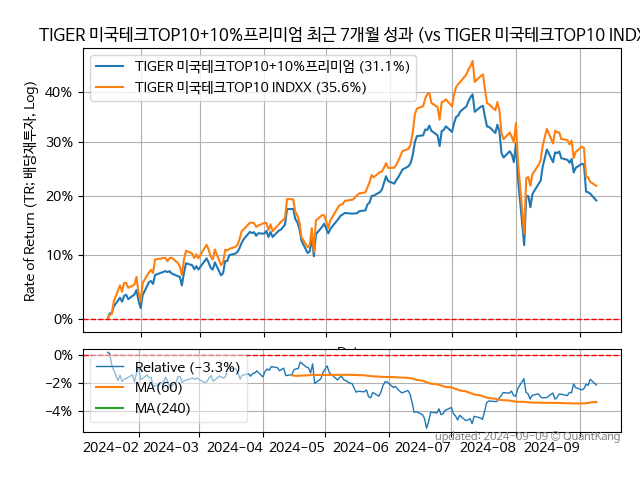 TIGER 미국테크TOP10+10%프리미엄 최근 7개월 성과 (vs TIGER 미국테크TOP10 INDX
TIGER 미국테크TOP10+10%프리미엄 (31.1%)
TIGER 미국테크TOP10 INDXX (35.6%)
Rate of Return (TR: 배당재투자, Log)
40%
30%
20%
10%
0%
0%
−2%
−4%
Relative (−3.3%)
MA(60)
MA(240)
updated: 2024-09-09 © QuantKang
2024-02 2024-03 2024-04 2024-05 2024-06 2024-07 2024-08 2024-09